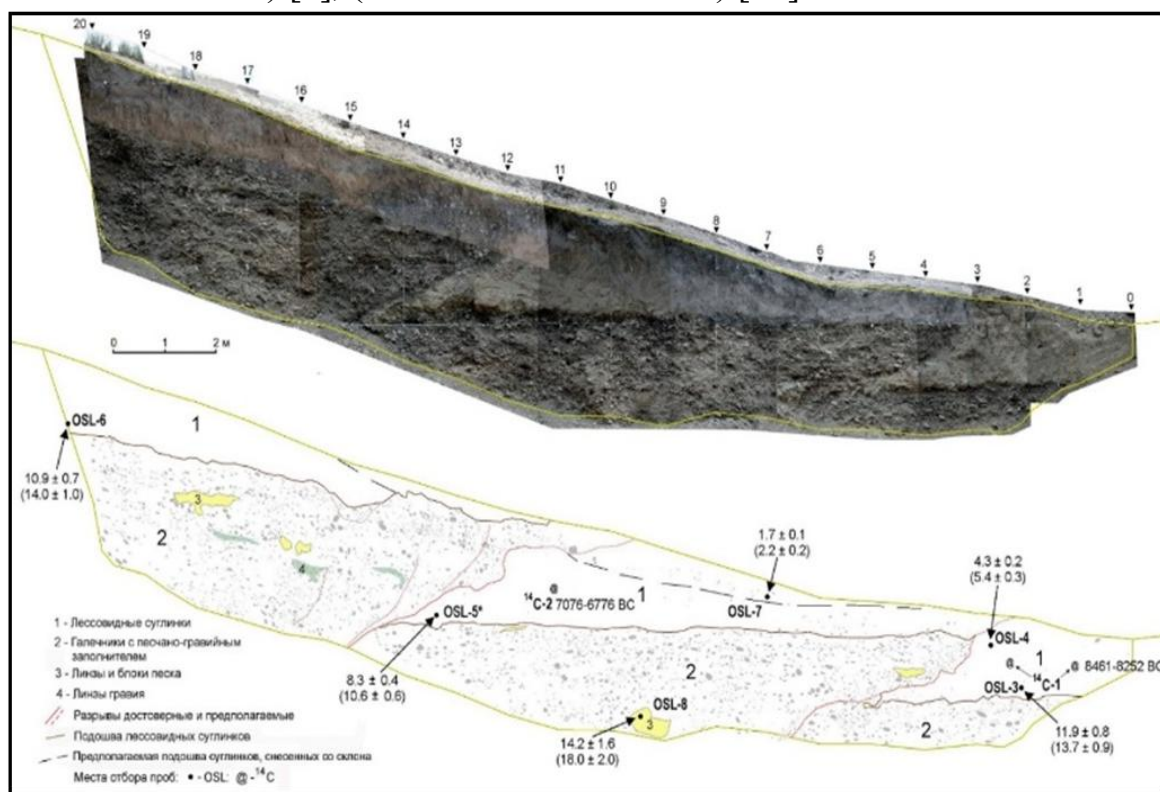 20
19
18
17
16
15
14
13
12
11
10
9
8
7
6
5
4
3
2
1
0
0 1 2 м
OSL-6
10.9 ± 0.7
(14.0 ± 1.0)
1
3
2
4
1.7 ± 0.1
(2.2 ± 0.2)
OSL-7
1
@
¹⁴C-2 7076-6776 BC
OSL-5*
8.3 ± 0.4
(10.6 ± 0.6)
4.3 ± 0.2
(5.4 ± 0.3)
OSL-4
1
@ @ 8461-8252 BC
¹⁴C-1
OSL-3
11.9 ± 0.8
(13.7 ± 0.9)
2
2
OSL-8
3
14.2 ± 1.6
(18.0 ± 2.0)
1 - Лессовидные суглинки
2 - Галечники с песчано-гравийным
заполнителем
3 - Линзы и блоки песка
4 - Линзы гравия
Разрывы достоверные и предполагаемые
Подошва лессовидных суглинков
Предполагаемая подошва суглинков, снесенных со склона
Места отбора проб: • - OSL: @ -¹⁴C